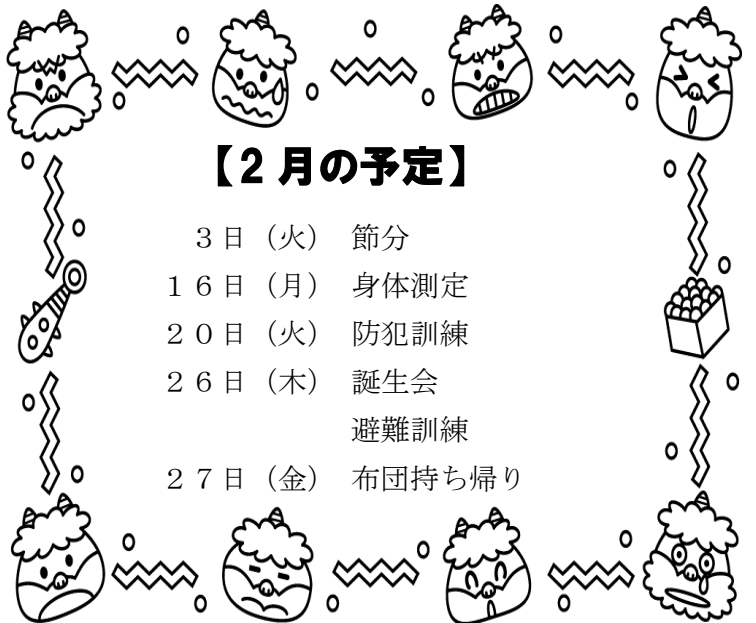 【２月の予定】
３日（火）　節分
１６日（月）　身体測定
２０日（火）　防犯訓練
２６日（木）　誕生会
避難訓練
２７日（金）　布団持ち帰り